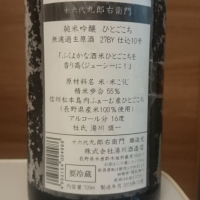 十六代九郎右衛門
純米吟醸 ひとごこち
無濾過生原酒 27BY 仕込10号
『ふくよかな酒米ひとごこちを
香り高くジューシーに！』
原材料名 米・米こうじ
精米歩合 55%
信州松本島内ふぁーむ産ひとごこち
(長野県産米100%使用)
アルコール分 16度
杜氏 湯川 慎一
十六代九郎右衛門 醸造元
株式会社湯川酒造店
要冷蔵